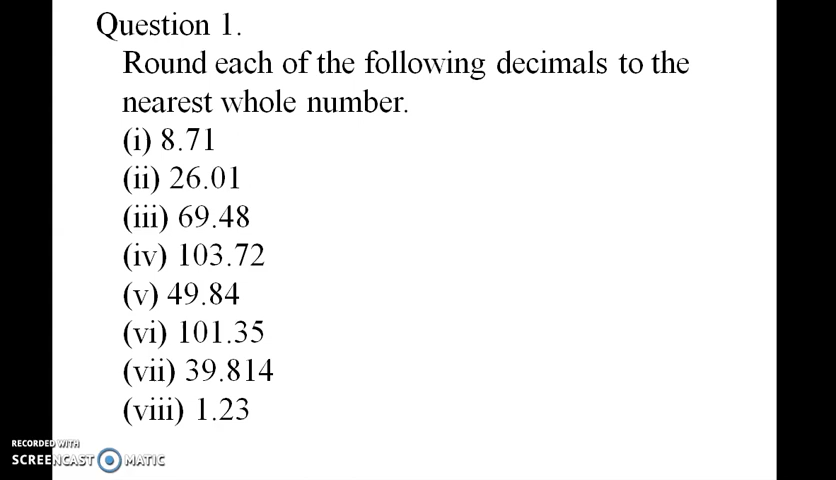 Question 1.
Round each of the following decimals to the
nearest whole number.
(i) 8.71
(ii) 26.01
(iii) 69.48
(iv) 103.72
(v) 49.84
(vi) 101.35
(vii) 39.814
(viii) 1.23
RECORDED WITH
SCREENCAST MATIC